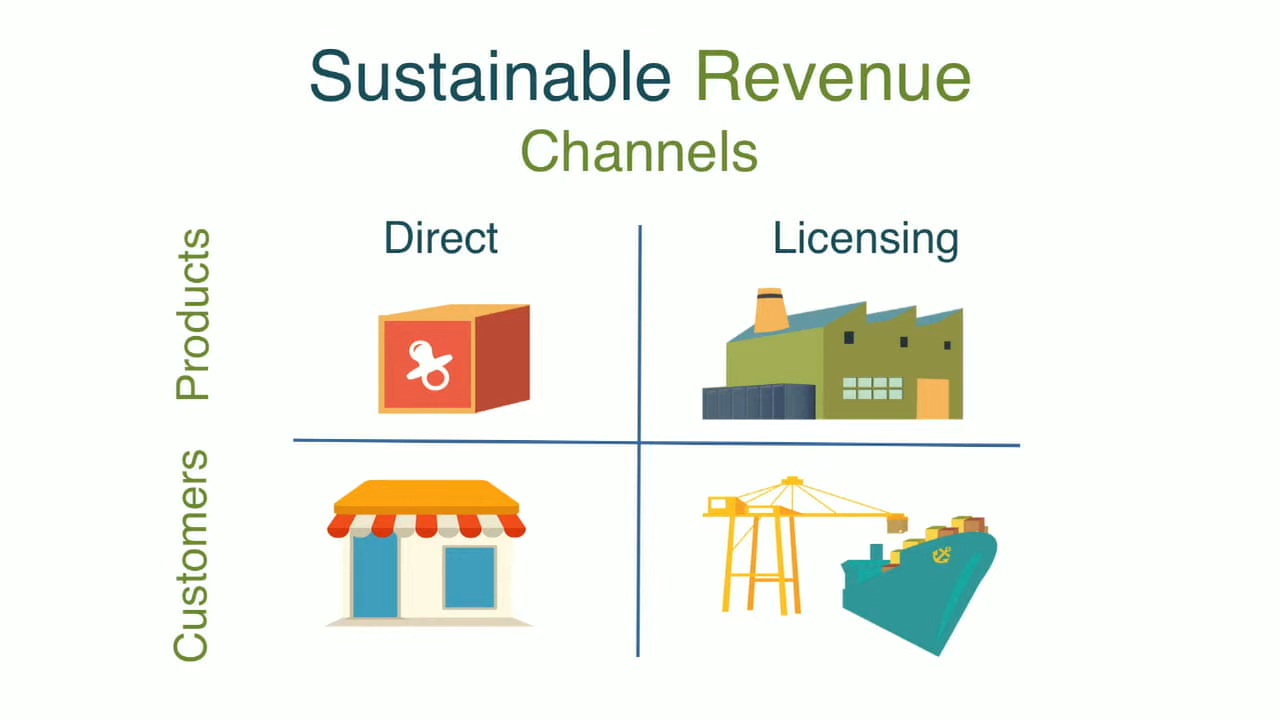 Sustainable Revenue
Channels
Direct
Licensing
Products
Customers